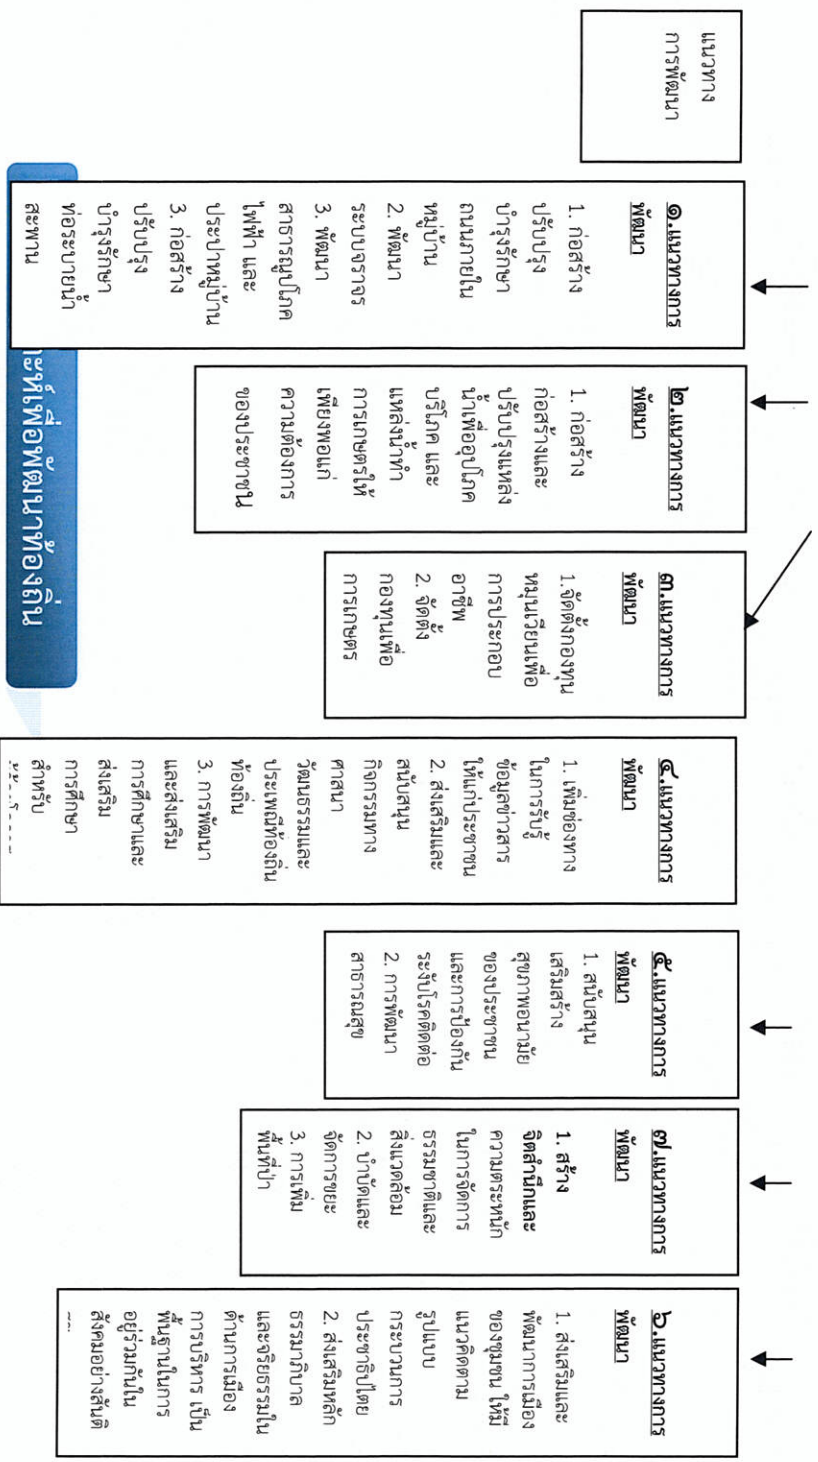 แนวทาง
การพัฒนา
๑.แนวทางการ
พัฒนา
1. ก่อสร้าง
ปรับปรุง
บำรุงรักษา
ถนนภายใน
หมู่บ้าน
2. พัฒนา
ระบบจราจร
3. พัฒนา
สาธารณูปโภค
ไฟฟ้า และ
ประปาหมู่บ้าน
3. ก่อสร้าง
ปรับปรุง
บำรุงรักษา
ท่อระบายน้ำ
สะพาน
๒.แนวทางการ
พัฒนา
1. ก่อสร้าง
ก่อสร้างและ
ปรับปรุงแหล่ง
น้ำเพื่ออุปโภค
บริโภค และ
แหล่งน้ำทำ
การเกษตรให้
เพียงพอแก่
ความต้องการ
ของประชาชน
๓.แนวทางการ
พัฒนา
1.จัดตั้งกองทุน
หมุนเวียนเพื่อ
การประกอบ
อาชีพ
2. จัดตั้ง
กองทุนเพื่อ
การเกษตร
๔.แนวทางการ
พัฒนา
1. เพิ่มช่องทาง
ในการรับรู้
ข้อมูลข่าวสาร
ให้แก่ประชาชน
2. ส่งเสริมและ
สนับสนุน
กิจกรรมทาง
ศาสนา
วัฒนธรรมและ
ประเพณีท้องถิ่น
ท้องถิ่น
3. การพัฒนา
และส่งเสริม
การศึกษาและ
ส่งเสริม
การศึกษา
สำหรับ
๕.แนวทางการ
พัฒนา
1. สนับสนุน
เสริมสร้าง
สุขภาพอนามัย
ของประชาชน
และการป้องกัน
ระงับโรคติดต่อ
2. การพัฒนา
สาธารณสุข
๗.แนวทางการ
พัฒนา
1. สร้าง
จิตสำนึกและ
ความตระหนัก
ในการจัดการ
ธรรมชาติและ
สิ่งแวดล้อม
2. บำบัดและ
จัดการขยะ
3. การเพิ่ม
พื้นที่ป่า
๖.แนวทางการ
พัฒนา
1. ส่งเสริมและ
พัฒนาการเมือง
ของชุมชน ให้มี
แนวคิดตาม
รูปแบบ
กระบวนการ
ประชาธิปไตย
2. ส่งเสริมหลัก
ธรรมาภิบาล
และจริยธรรมใน
ด้านการเมือง
การบริหาร เป็น
พื้นฐานในการ
อยู่ร่วมกันใน
สังคมอย่างสันติ
าะห์เพื่อพัฒนาท้องถิ่น